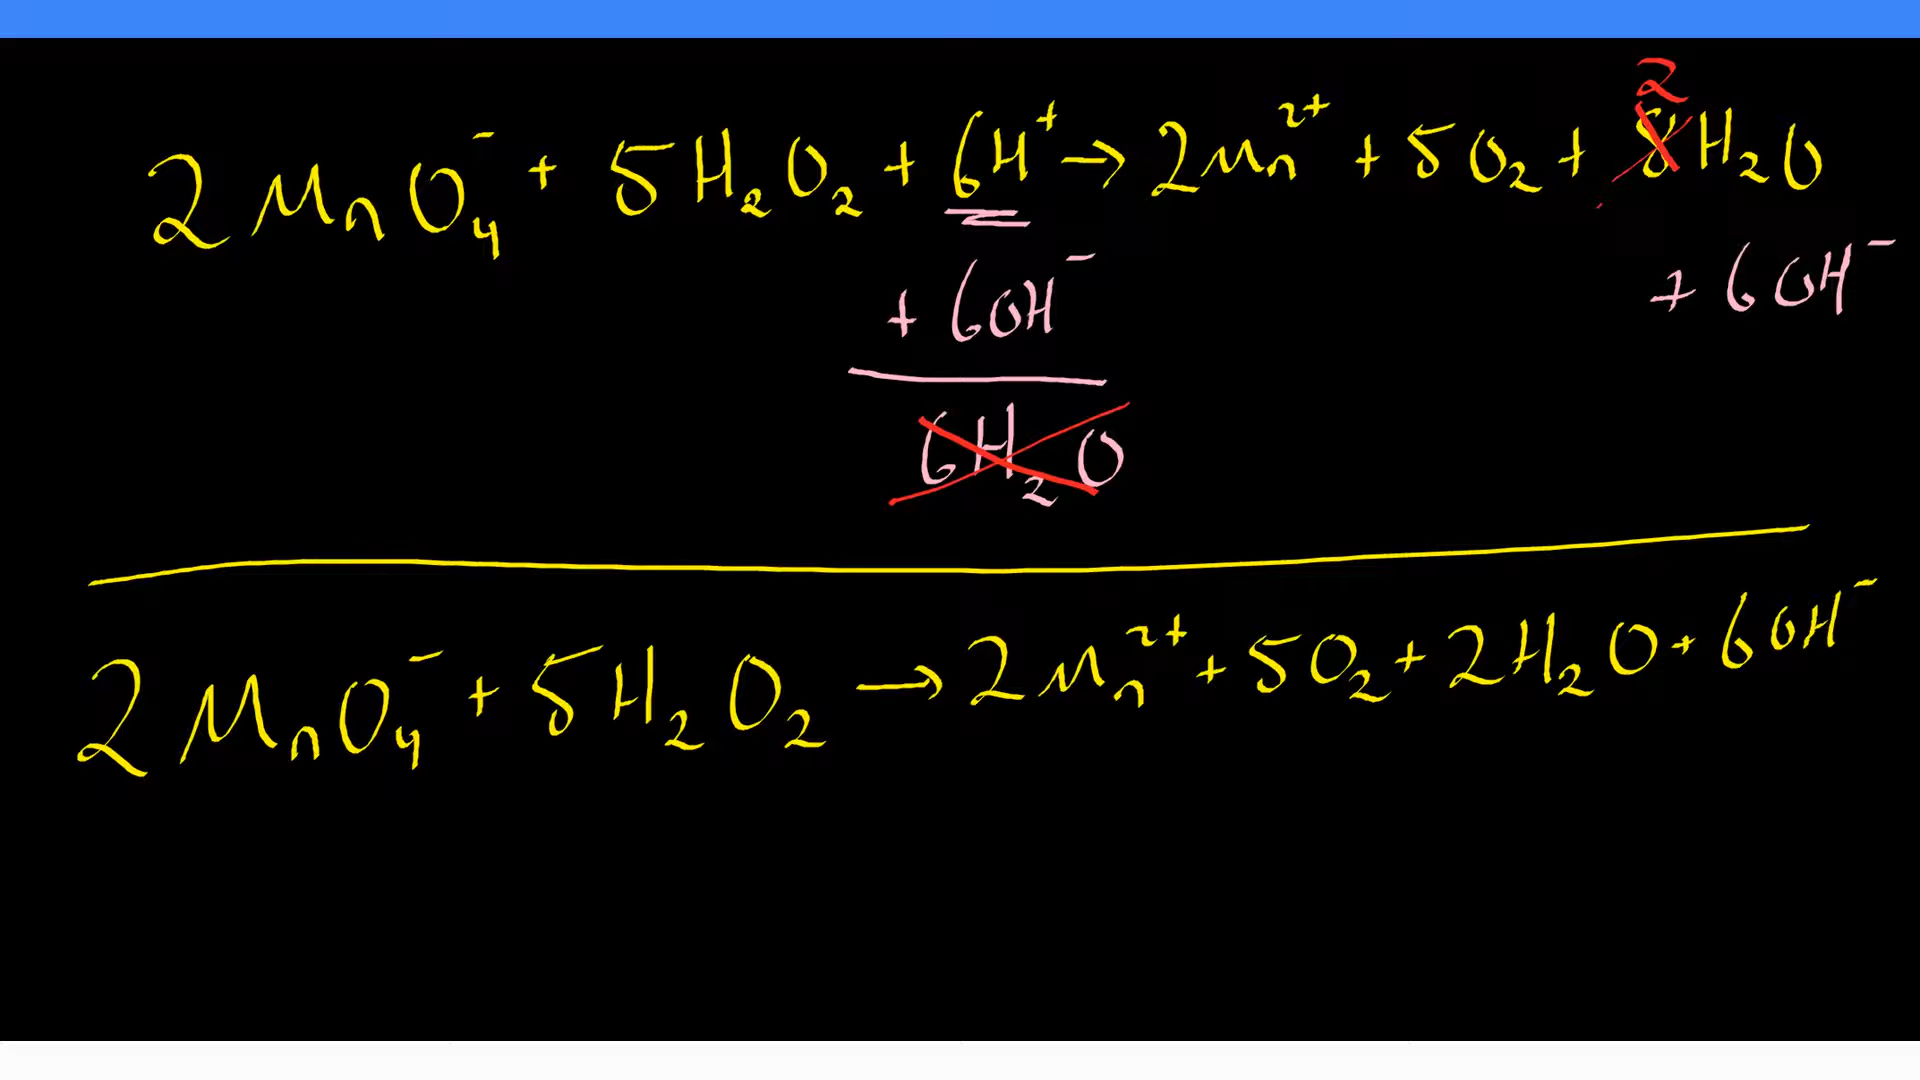 2MnO₄⁻ + 5H₂O₂ + 6H⁺ → 2Mn²⁺ + 5O₂ + 8H₂O
2
+ 6OH⁻ + 6OH⁻
6H₂O
2MnO₄⁻ + 5H₂O₂ → 2Mn²⁺ + 5O₂ + 2H₂O + 6OH⁻